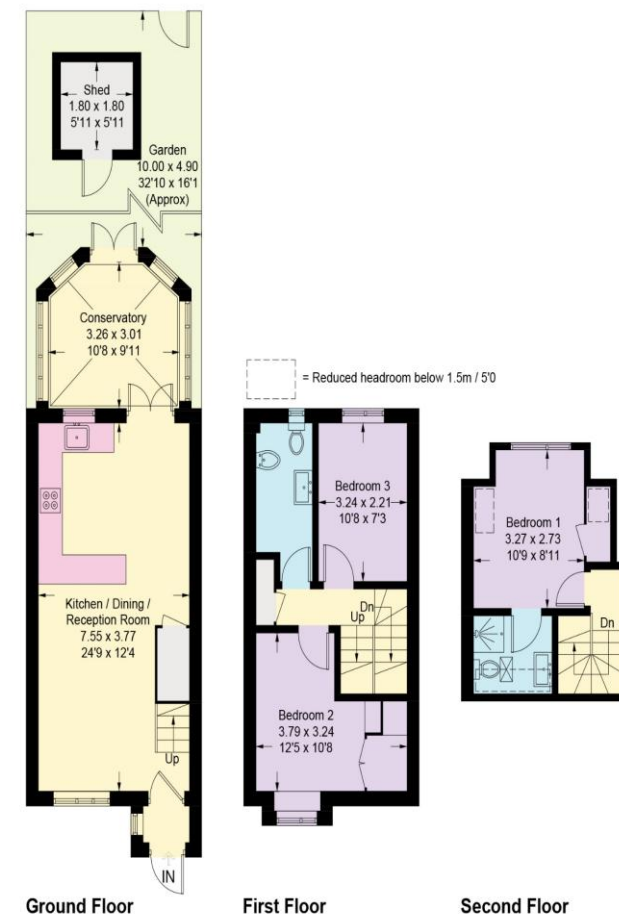 Shed
1.80 x 1.80
5'11 x 5'11
Garden
10.00 x 4.90
32'10 x 16'1
(Approx)
Conservatory
3.26 x 3.01
10'8 x 9'11
Kitchen / Dining /
Reception Room
7.55 x 3.77
24'9 x 12'4
Up
IN
Ground Floor
= Reduced headroom below 1.5m / 5'0
Bedroom 3
3.24 x 2.21
10'8 x 7'3
Dn
Up
Bedroom 2
3.79 x 3.24
12'5 x 10'8
First Floor
Bedroom 1
3.27 x 2.73
10'9 x 8'11
Dn
Second Floor